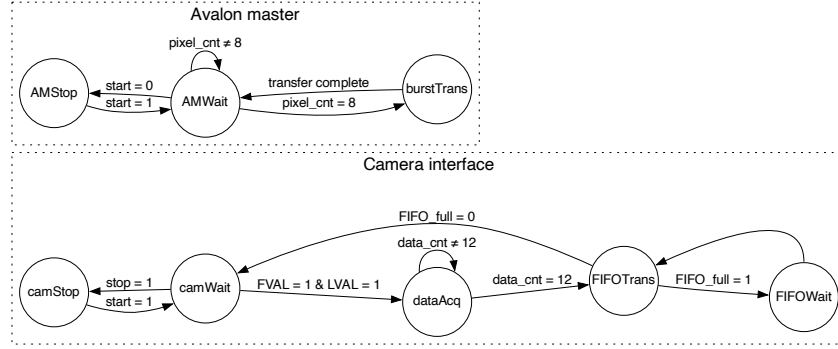 Avalon master
pixel_cnt ≠ 8
AMStop
start = 0
start = 1
AMWait
transfer complete
pixel_cnt = 8
burstTrans
Camera interface
FIFO_full = 0
camStop
stop = 1
start = 1
camWait
FVAL = 1 & LVAL = 1
data_cnt ≠ 12
dataAcq
data_cnt = 12
FIFOTrans
FIFO_full = 1
FIFOWait